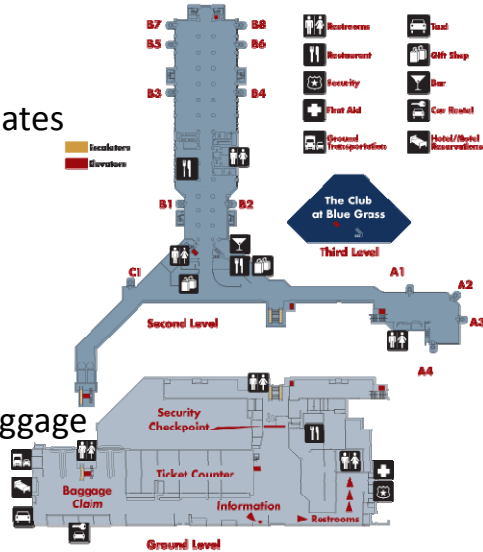 B7
B8
B5
B6
B3
B4
Restrooms
Taxi
Restaurant
Gift Shop
Security
Bar
First Aid
Car Rental
Ground
Transportation
Hotel/Motel
Reservations
ates
Escalators
Elevators
B1
B2
The Club
at Blue Grass
Third Level
C1
A1
A2
A3
A4
Second Level
ggage
Security
Checkpoint
Ticket Counter
Baggage
Claim
Information
Restrooms
Ground Level